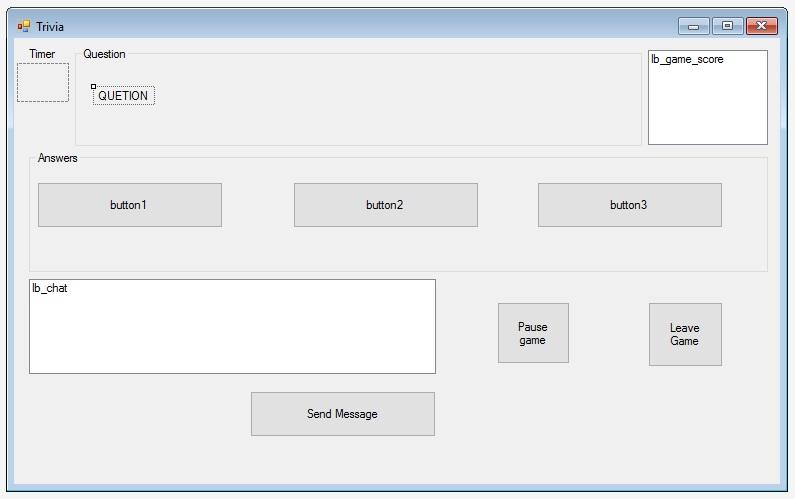 Trivia
Timer
Question
QUETION
lb_game_score
Answers
button1
button2
button3
lb_chat
Pause
game
Leave
Game
Send Message